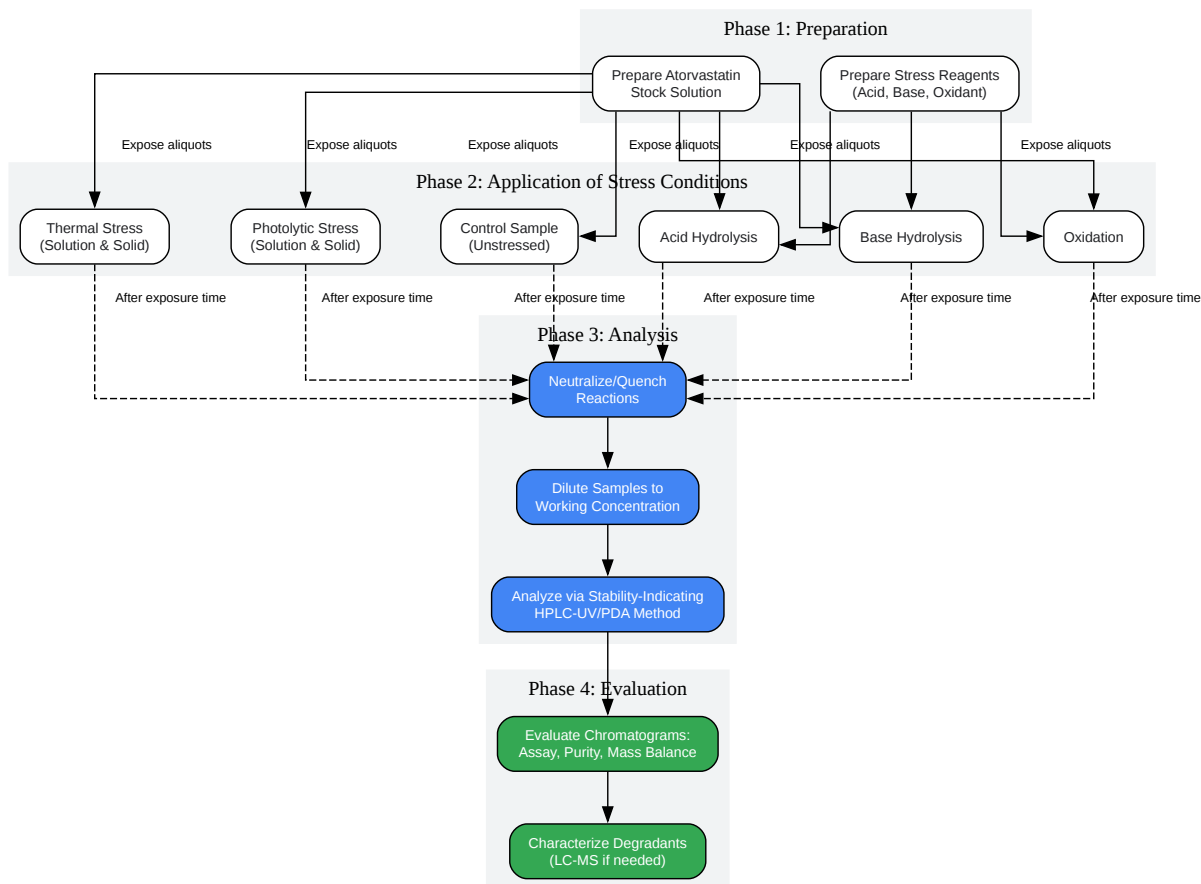 Phase 1: Preparation
Prepare Atorvastatin
Stock Solution
Prepare Stress Reagents
(Acid, Base, Oxidant)
Expose aliquots
Expose aliquots
Expose aliquots
Expose aliquots
Expose aliquots
Expose aliquots
Phase 2: Application of Stress Conditions
Thermal Stress
(Solution & Solid)
Photolytic Stress
(Solution & Solid)
Control Sample
(Unstressed)
Acid Hydrolysis
Base Hydrolysis
Oxidation
After exposure time
After exposure time
After exposure time
After exposure time
After exposure time
After exposure time
Phase 3: Analysis
Neutralize/Quench
Reactions
Dilute Samples to
Working Concentration
Analyze via Stability-Indicating
HPLC-UV/PDA Method
Phase 4: Evaluation
Evaluate Chromatograms:
Assay, Purity, Mass Balance
Characterize Degradants
(LC-MS if needed)